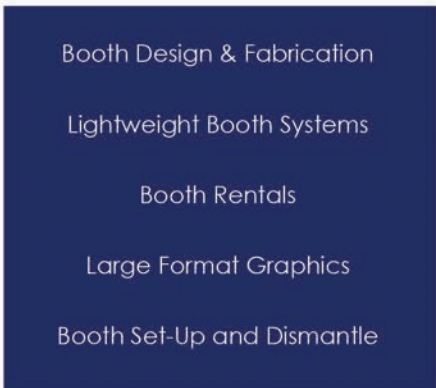 Booth Design & Fabrication
Lightweight Booth Systems
Booth Rentals
Large Format Graphics
Booth Set-Up and Dismantle